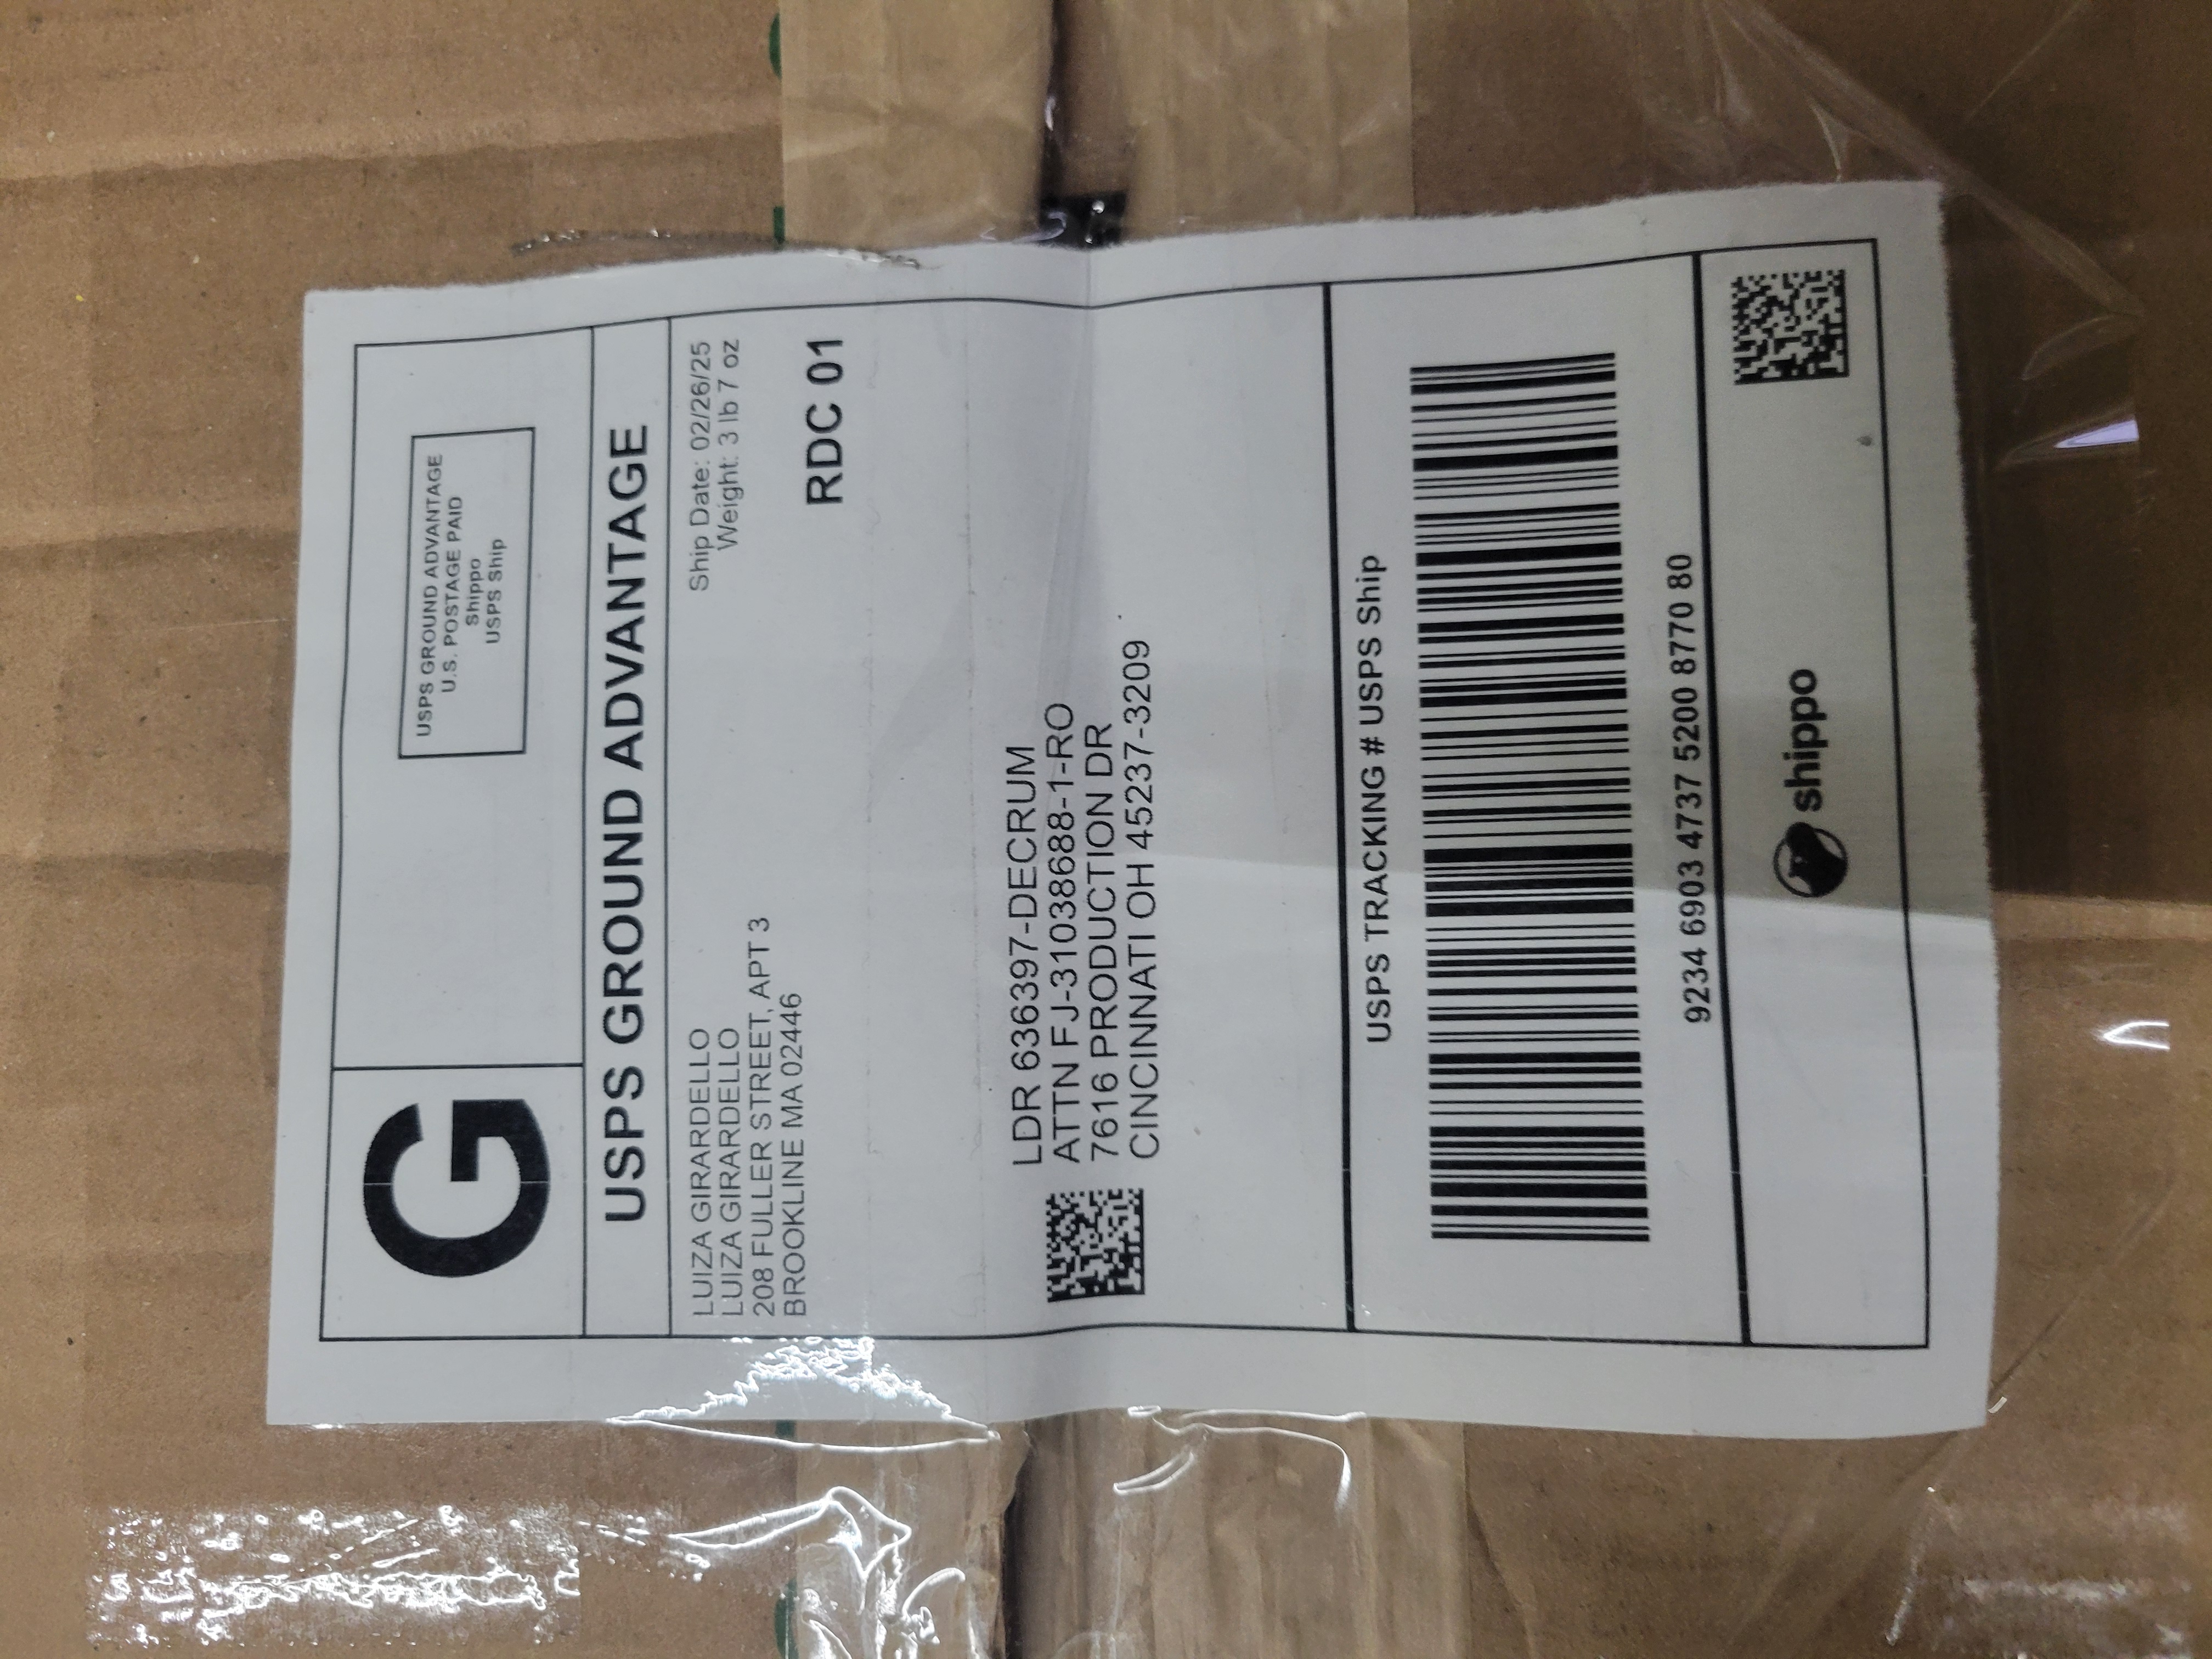 G
USPS GROUND ADVANTAGE
U.S. POSTAGE PAID
Shippo
USPS Ship
USPS GROUND ADVANTAGE
LUIZA GIRARDELLO
LUIZA GIRARDELLO
208 FULLER STREET, APT 3
BROOKLINE MA 02446
Ship Date: 02/26/25
Weight: 3 lb 7 oz
RDC 01
LDR 636397-DECRUM
ATTN FJ-31038688-1-RO
7616 PRODUCTION DR
CINCINNATI OH 45237-3209
USPS TRACKING # USPS Ship
9234 6903 4737 5200 8770 80
shippo